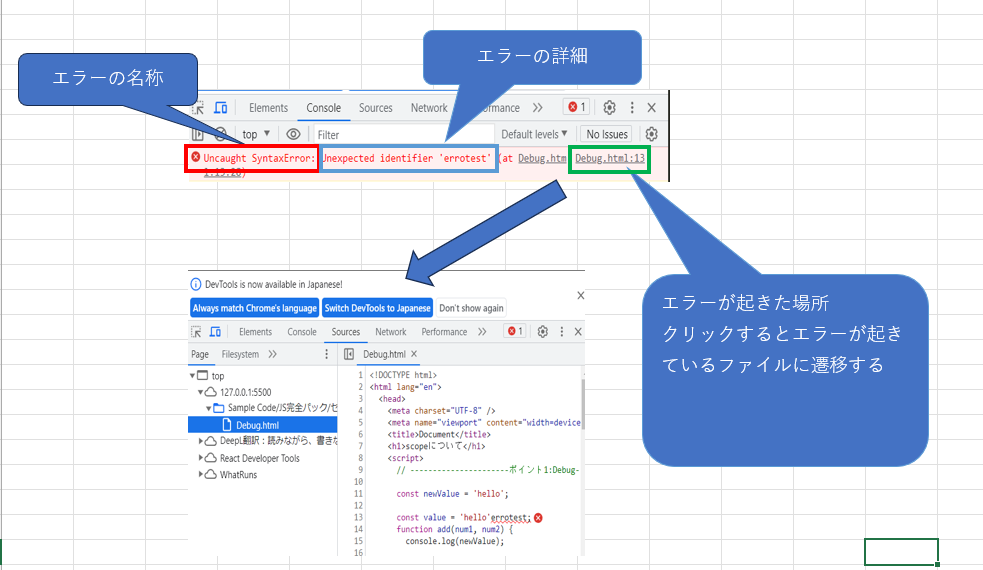 エラーの詳細
エラーの名称
Elements Console Sources Network rmance
1
top Filter Default levels No Issues
Uncaught SyntaxError: Unexpected identifier 'errotest' (at Debug.htm Debug.html:13
エラーが起きた場所
クリックするとエラーが起き
ているファイルに遷移する
DevTools is now available in Japanese!
Always match Chrome's language Switch DevTools to Japanese Don't show again
Elements Console Sources Network Performance 1
Page Filesystem Debug.html
top
127.0.0.1:5500
Sample Code/JS完全パック/セ
Debug.html
DeepL翻訳：読みながら、書きな
React Developer Tools
WhatRuns
1 <!DOCTYPE html>
2 <html lang="en">
3 <head>
4 <meta charset="UTF-8" />
5 <meta name="viewport" content="width=device
6 <title>Document</title>
7 <h1>scopeについて</h1>
8 <script>
9 // ----------------------ポイント1:Debug-
10
11 const newValue = 'hello';
12
13 const value = 'hello'errotest;
14 function add(num1, num2) {
15 console.log(newValue);
16